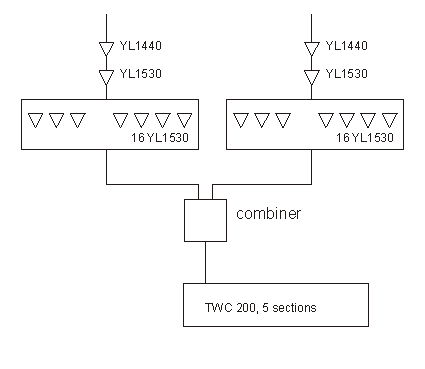 YL1440 YL1440
YL1530 YL1530
16 YL1530 16 YL1530
combiner
TWC 200, 5 sections